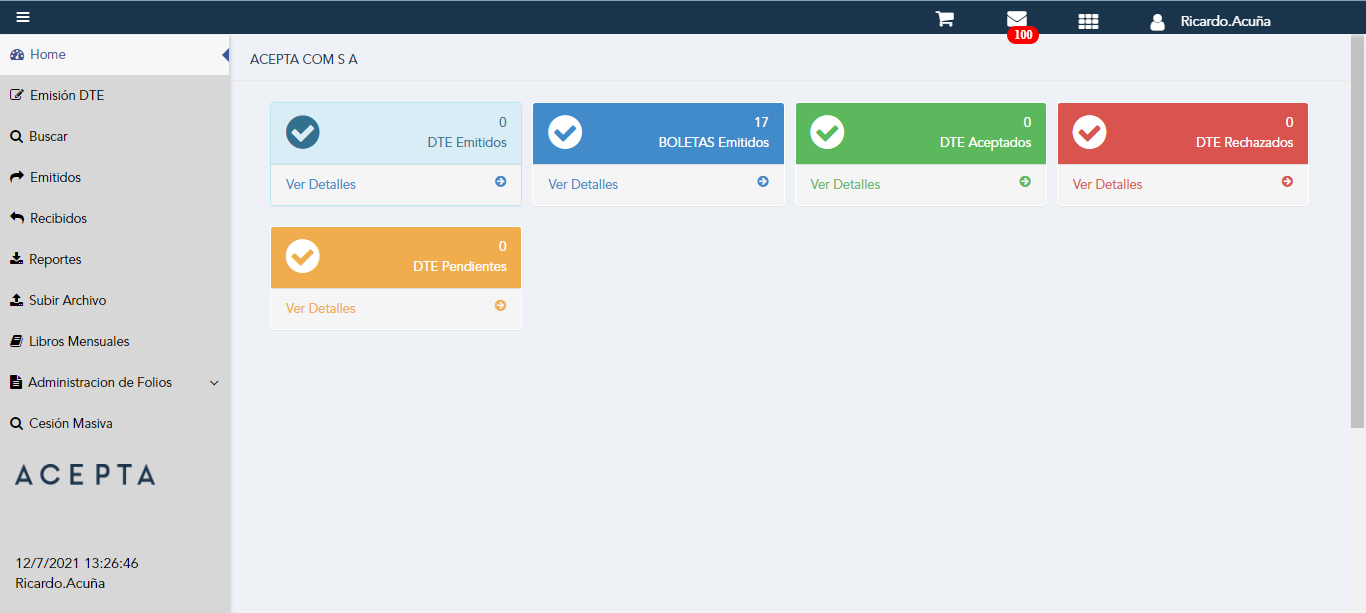 100
Ricardo.Acuña
Home
ACEPTA COM S A
Emisión DTE
Buscar
Emitidos
Recibidos
Reportes
Subir Archivo
Libros Mensuales
Administracion de Folios
Cesión Masiva
ACEPTA
12/7/2021 13:26:46
Ricardo.Acuña
0
DTE Emitidos
Ver Detalles
17
BOLETAS Emitidos
Ver Detalles
0
DTE Aceptados
Ver Detalles
0
DTE Rechazados
Ver Detalles
0
DTE Pendientes
Ver Detalles